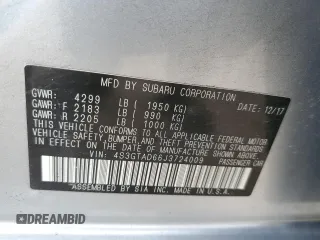 MFD BY SUBARU CORPORATION
GVWR: 4299 LB ( 1950 KG) DATE: 12/17
GAWR: F 2183 LB ( 990 KG)
GAWR: R 2205 LB ( 1000 KG)
THIS VEHICLE CONFORMS TO ALL APPLICABLE FEDERAL MOTOR
VEHICLE SAFETY, BUMPER, AND THEFT PREVENTION STANDARDS
IN EFFECT ON THE DATE OF MANUFACTURE SHOWN ABOVE.
VIN: 4S3GTAD66J3724009 PASSENGER CAR
ASSEMBLED BY SIA MADE IN U.S.A.
DREAMBID